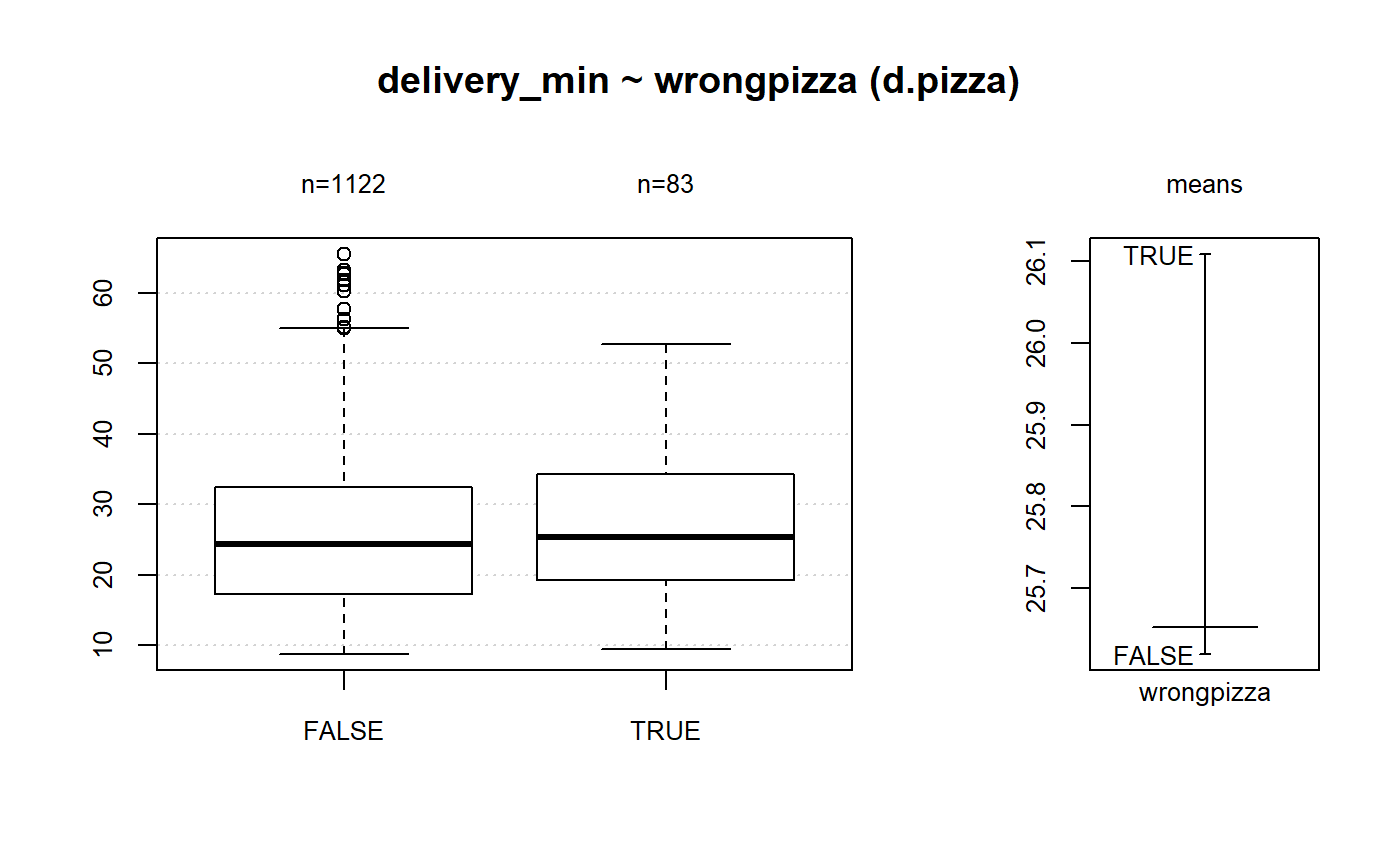 delivery_min ~ wrongpizza (d.pizza)
n=1122
n=83
means
60
50
40
30
20
10
FALSE
TRUE
26.1
26.0
25.9
25.8
25.7
TRUE
FALSE
wrongpizza